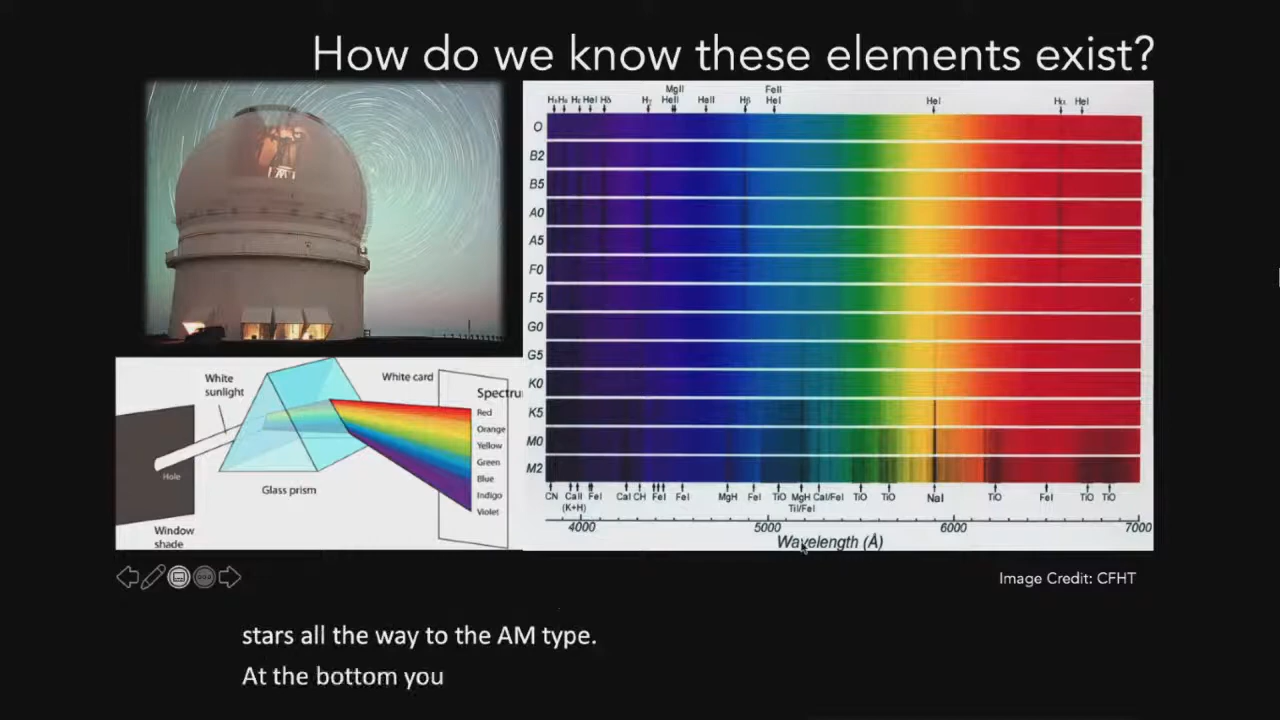 How do we know these elements exist?
MgII FeII
Hε Hδ HeI HeII Hγ HeII Hβ HeI HeI Hα HeI
O
B2
B5
A0
A5
F0
F5
G0
G5
K0
K5
M0
M2
CN CaII FeI CaI CH FeI FeI MgH FeI TiO MgH CaI/FeI TiO TiO NaI TiO FeI TiO TiO
(K+H) TiI/FeI
4000 5000 6000 7000
Wavelength (Å)
White
sunlight
White card
Spectru
Red
Orange
Yellow
Green
Blue
Indigo
Violet
Hole
Glass prism
Window
shade
Image Credit: CFHT
stars all the way to the AM type.
At the bottom you